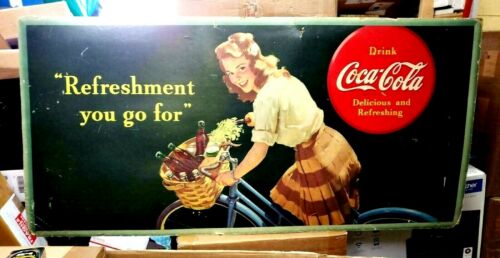 "Refreshment
you go for"
Drink
Coca-Cola
Delicious and
Refreshing